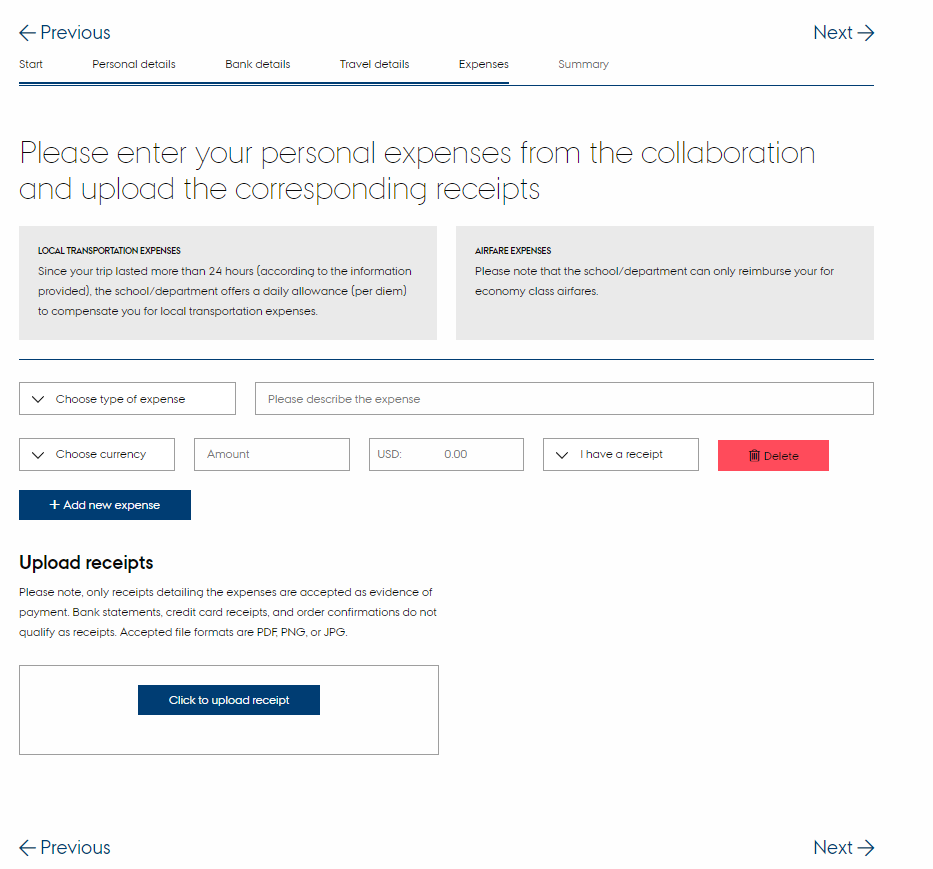 ← Previous Next →
Start Personal details Bank details Travel details Expenses Summary
Please enter your personal expenses from the collaboration
and upload the corresponding receipts
LOCAL TRANSPORTATION EXPENSES
Since your trip lasted more than 24 hours (according to the information
provided), the school/department offers a daily allowance (per diem)
to compensate you for local transportation expenses.
AIRFARE EXPENSES
Please note that the school/department can only reimburse your for
economy class airfares.
Choose type of expense Please describe the expense
Choose currency Amount USD: 0.00 I have a receipt Delete
+ Add new expense
Upload receipts
Please note, only receipts detailing the expenses are accepted as evidence of
payment. Bank statements, credit card receipts, and order confirmations do not
qualify as receipts. Accepted file formats are PDF, PNG, or JPG.
Click to upload receipt
← Previous Next →